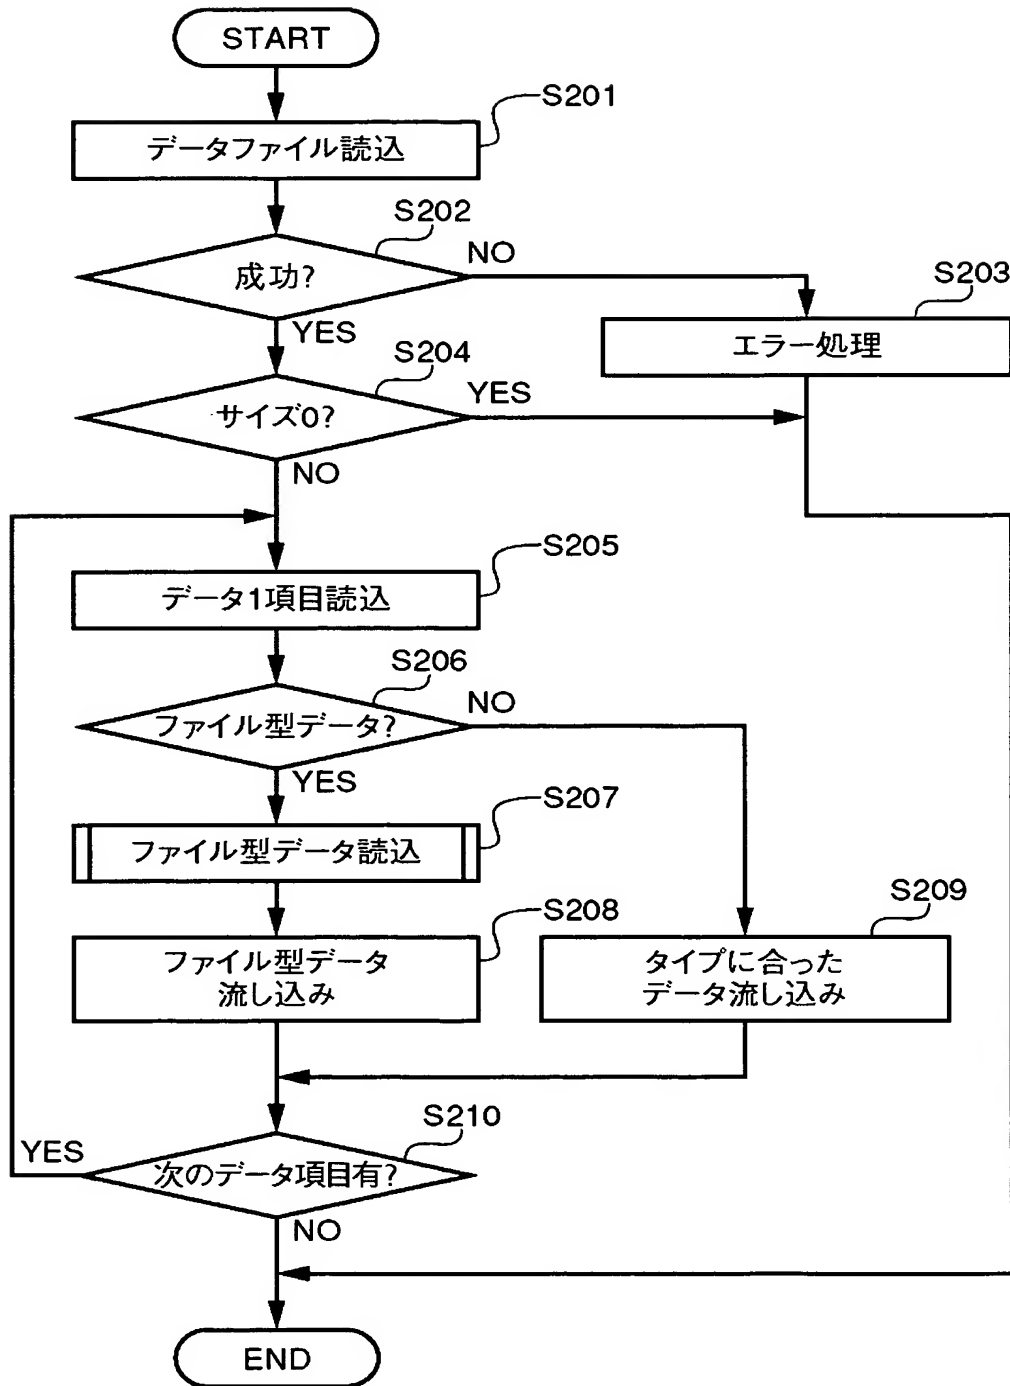 START
S201
データファイル読込
S202
成功?
NO
YES
S203
エラー処理
S204
サイズ0?
YES
NO
S205
データ1項目読込
S206
ファイル型データ?
NO
YES
S207
ファイル型データ読込
S208
ファイル型データ
流し込み
S209
タイプに合った
データ流し込み
S210
次のデータ項目有?
YES
NO
END